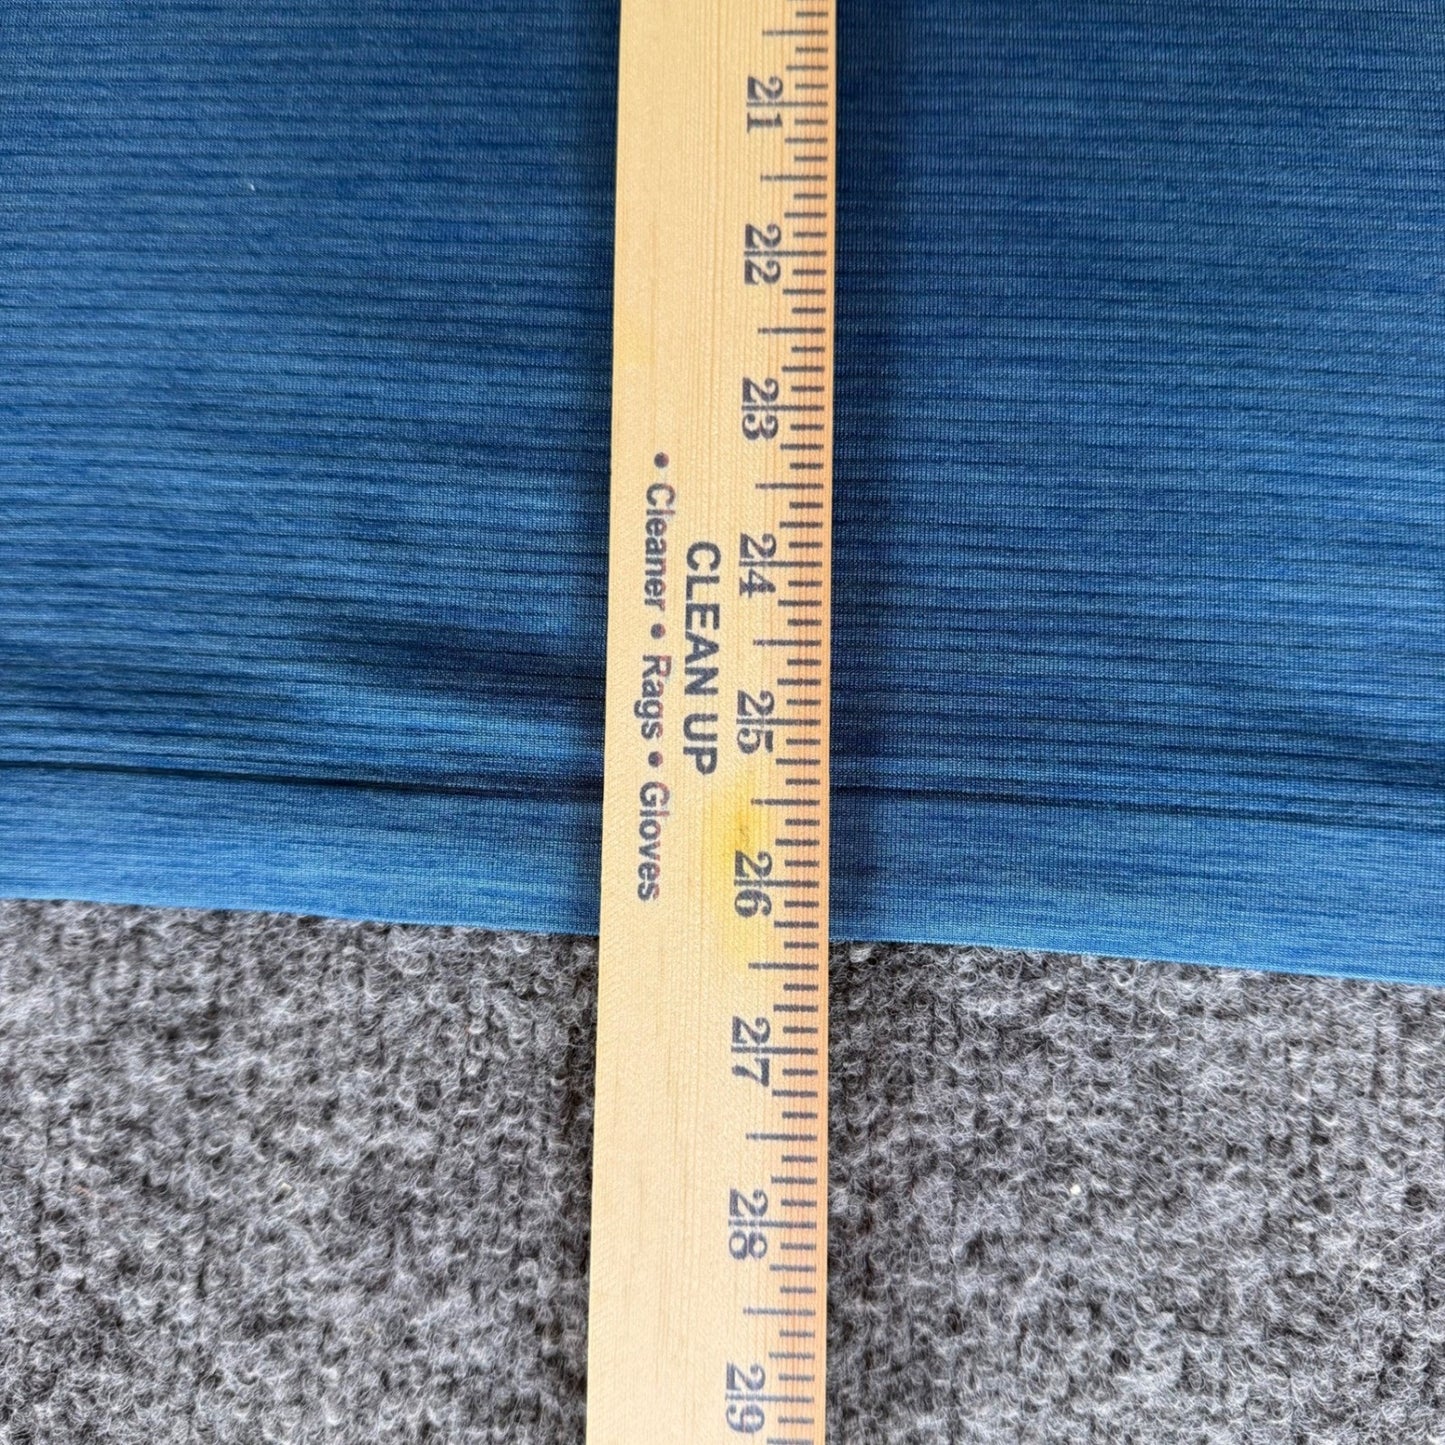 21 22 23 24 25 26 27 28 29
CLEAN UP
• Cleaner • Rags • Gloves